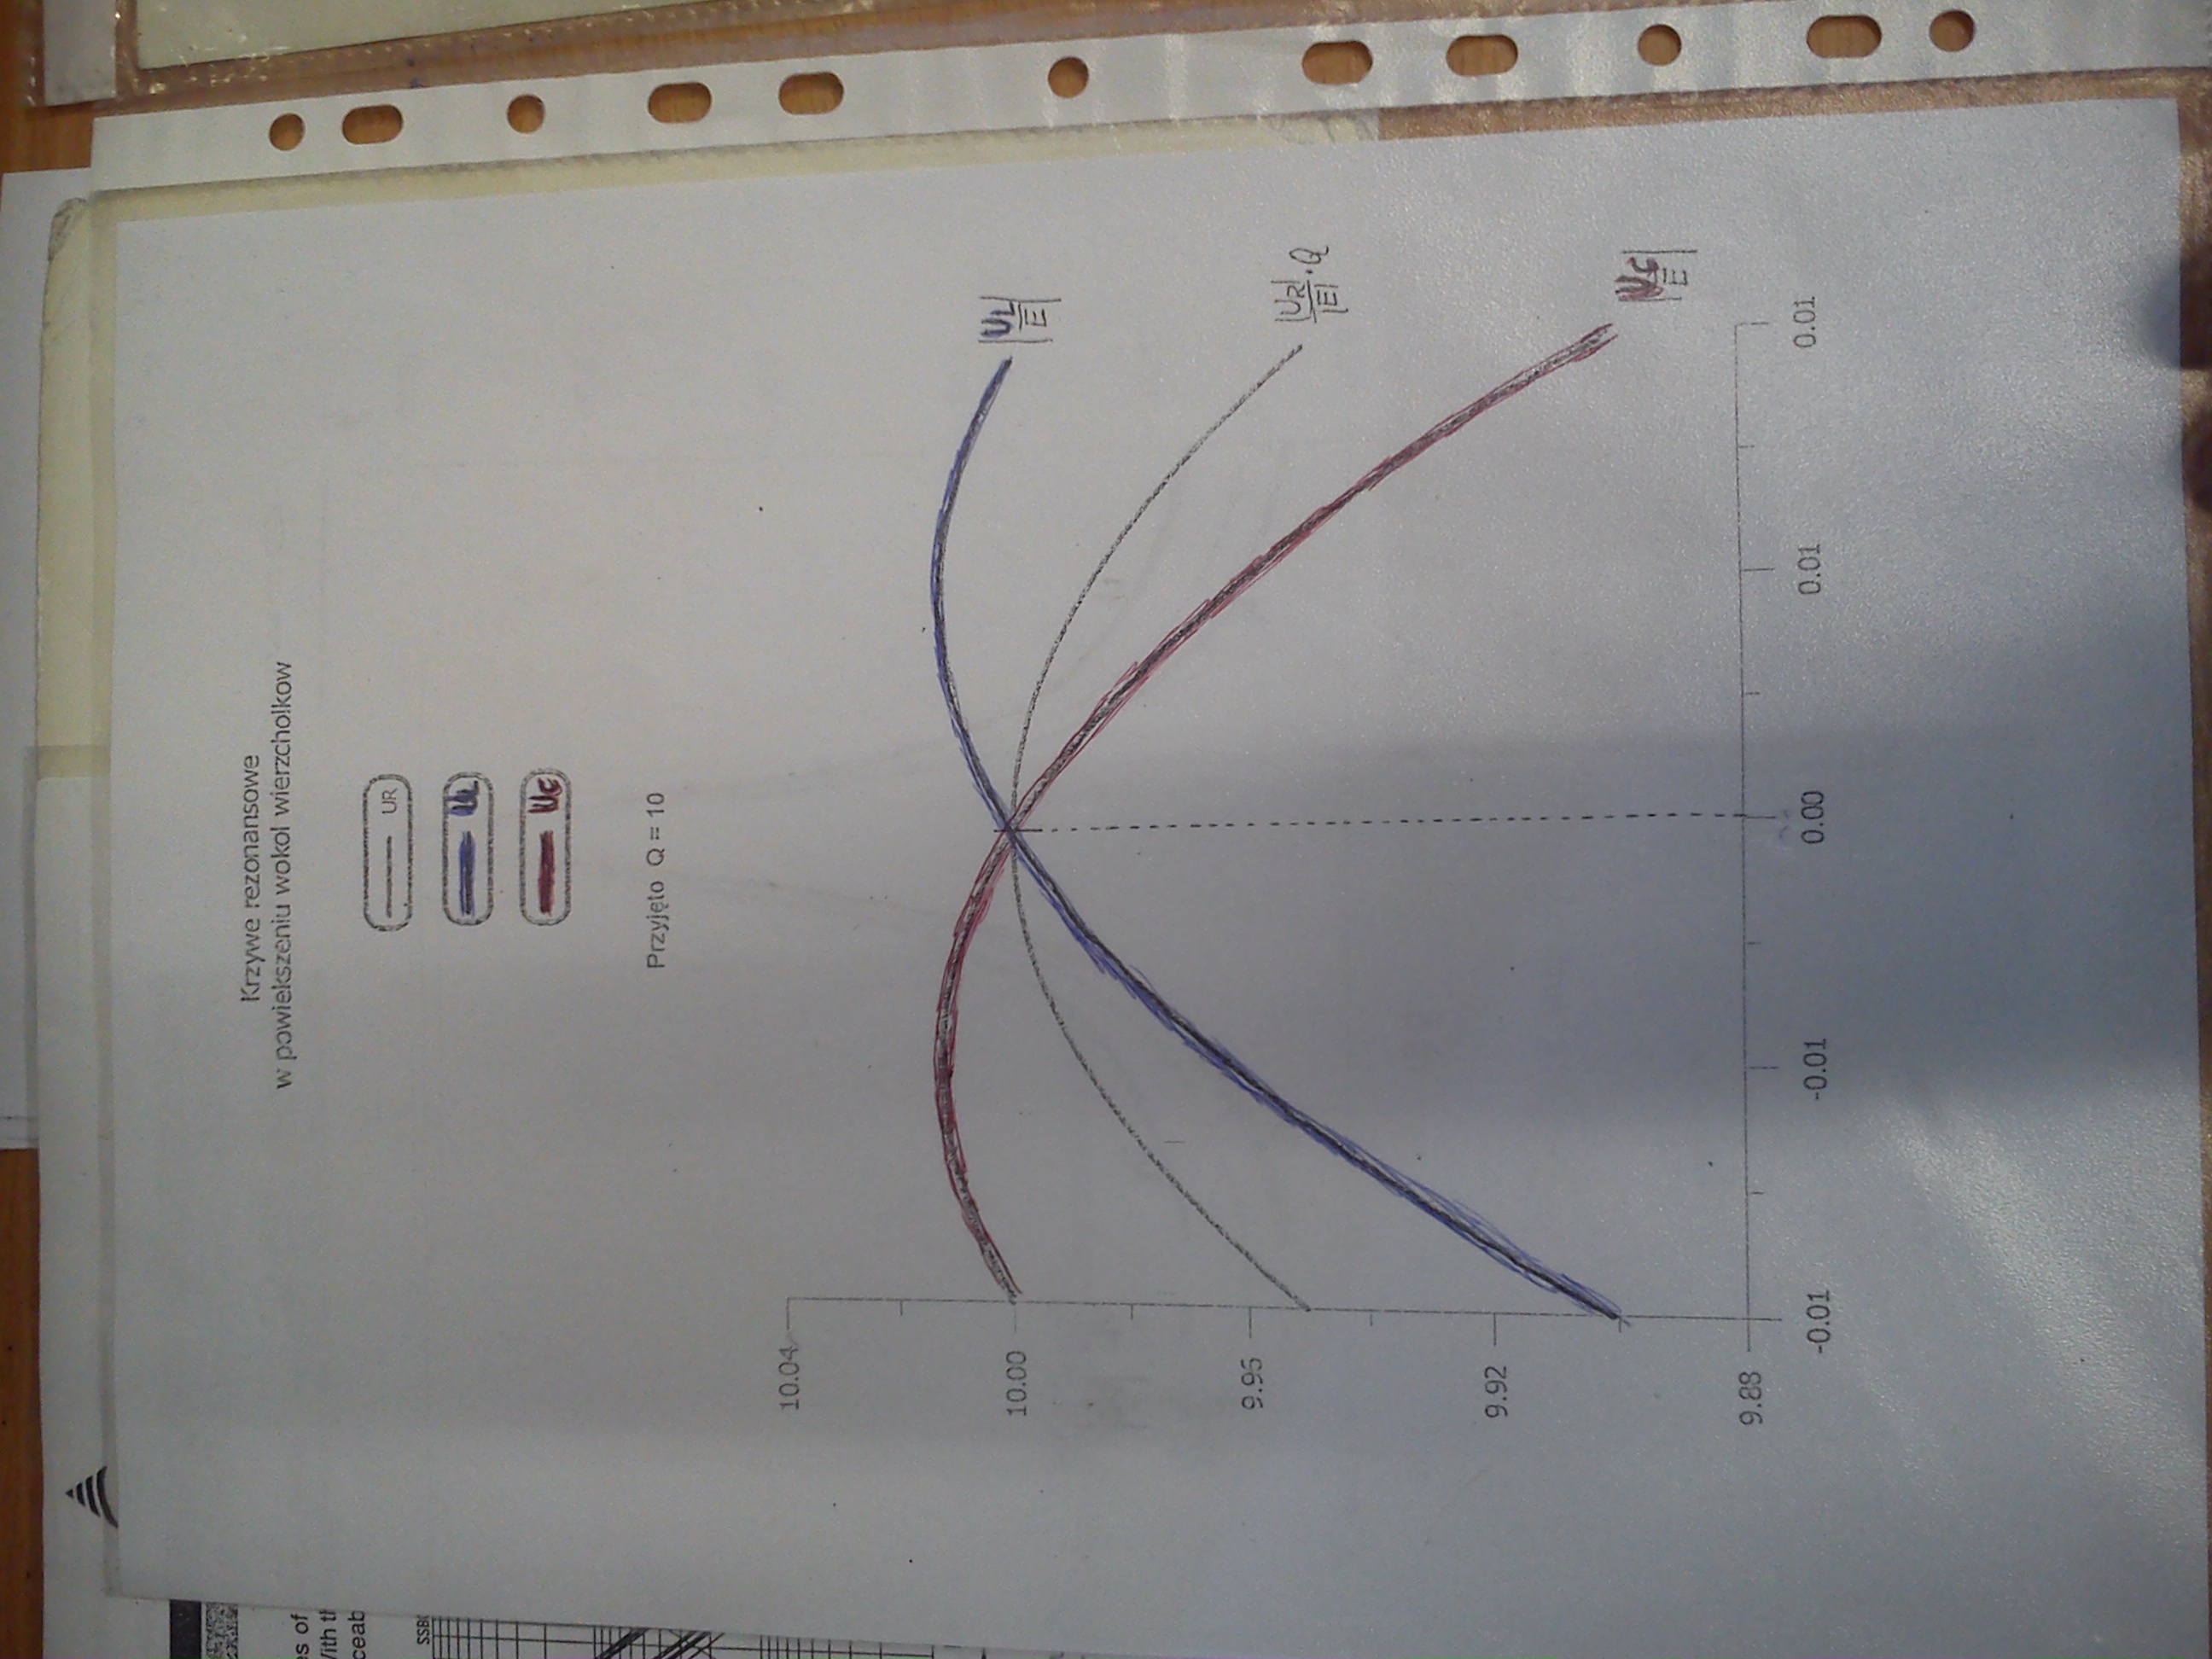 es of
With th
ceab
SSB
Krzywe rezonansowe
w powiekszeniu wokol wierzcholkow
UR
UL
UC
Przyjęto Q = 10
10.04
10.00
9.95
9.92
9.88
-0.01 -0.01 0.00 0.01 0.01
|UL/E|
|UR|/|E| · Q
|UC/E|